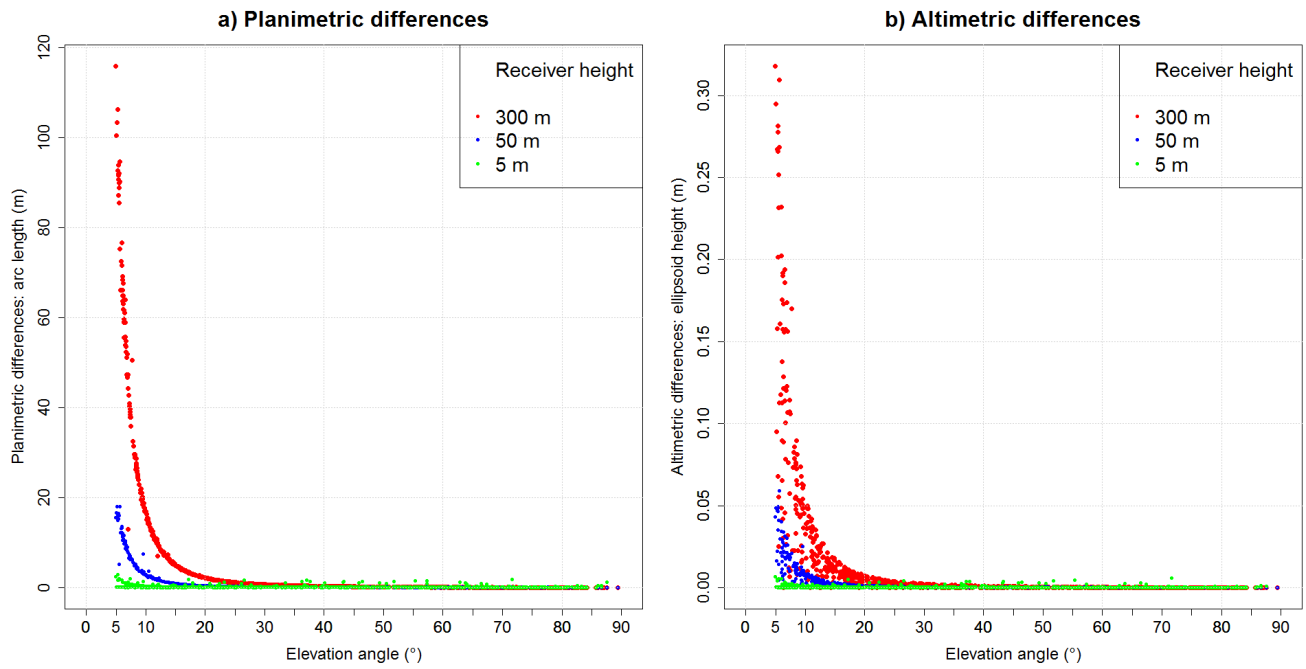 a) Planimetric differences
Planimetric differences: arc length (m)
120
100
80
60
40
20
0
Receiver height
300 m
50 m
5 m
0 5 10 20 30 40 50 60 70 80 90
Elevation angle (°)
b) Altimetric differences
Altimetric differences: ellipsoid height (m)
0.30
0.25
0.20
0.15
0.10
0.05
0.00
Receiver height
300 m
50 m
5 m
0 5 10 20 30 40 50 60 70 80 90
Elevation angle (°)